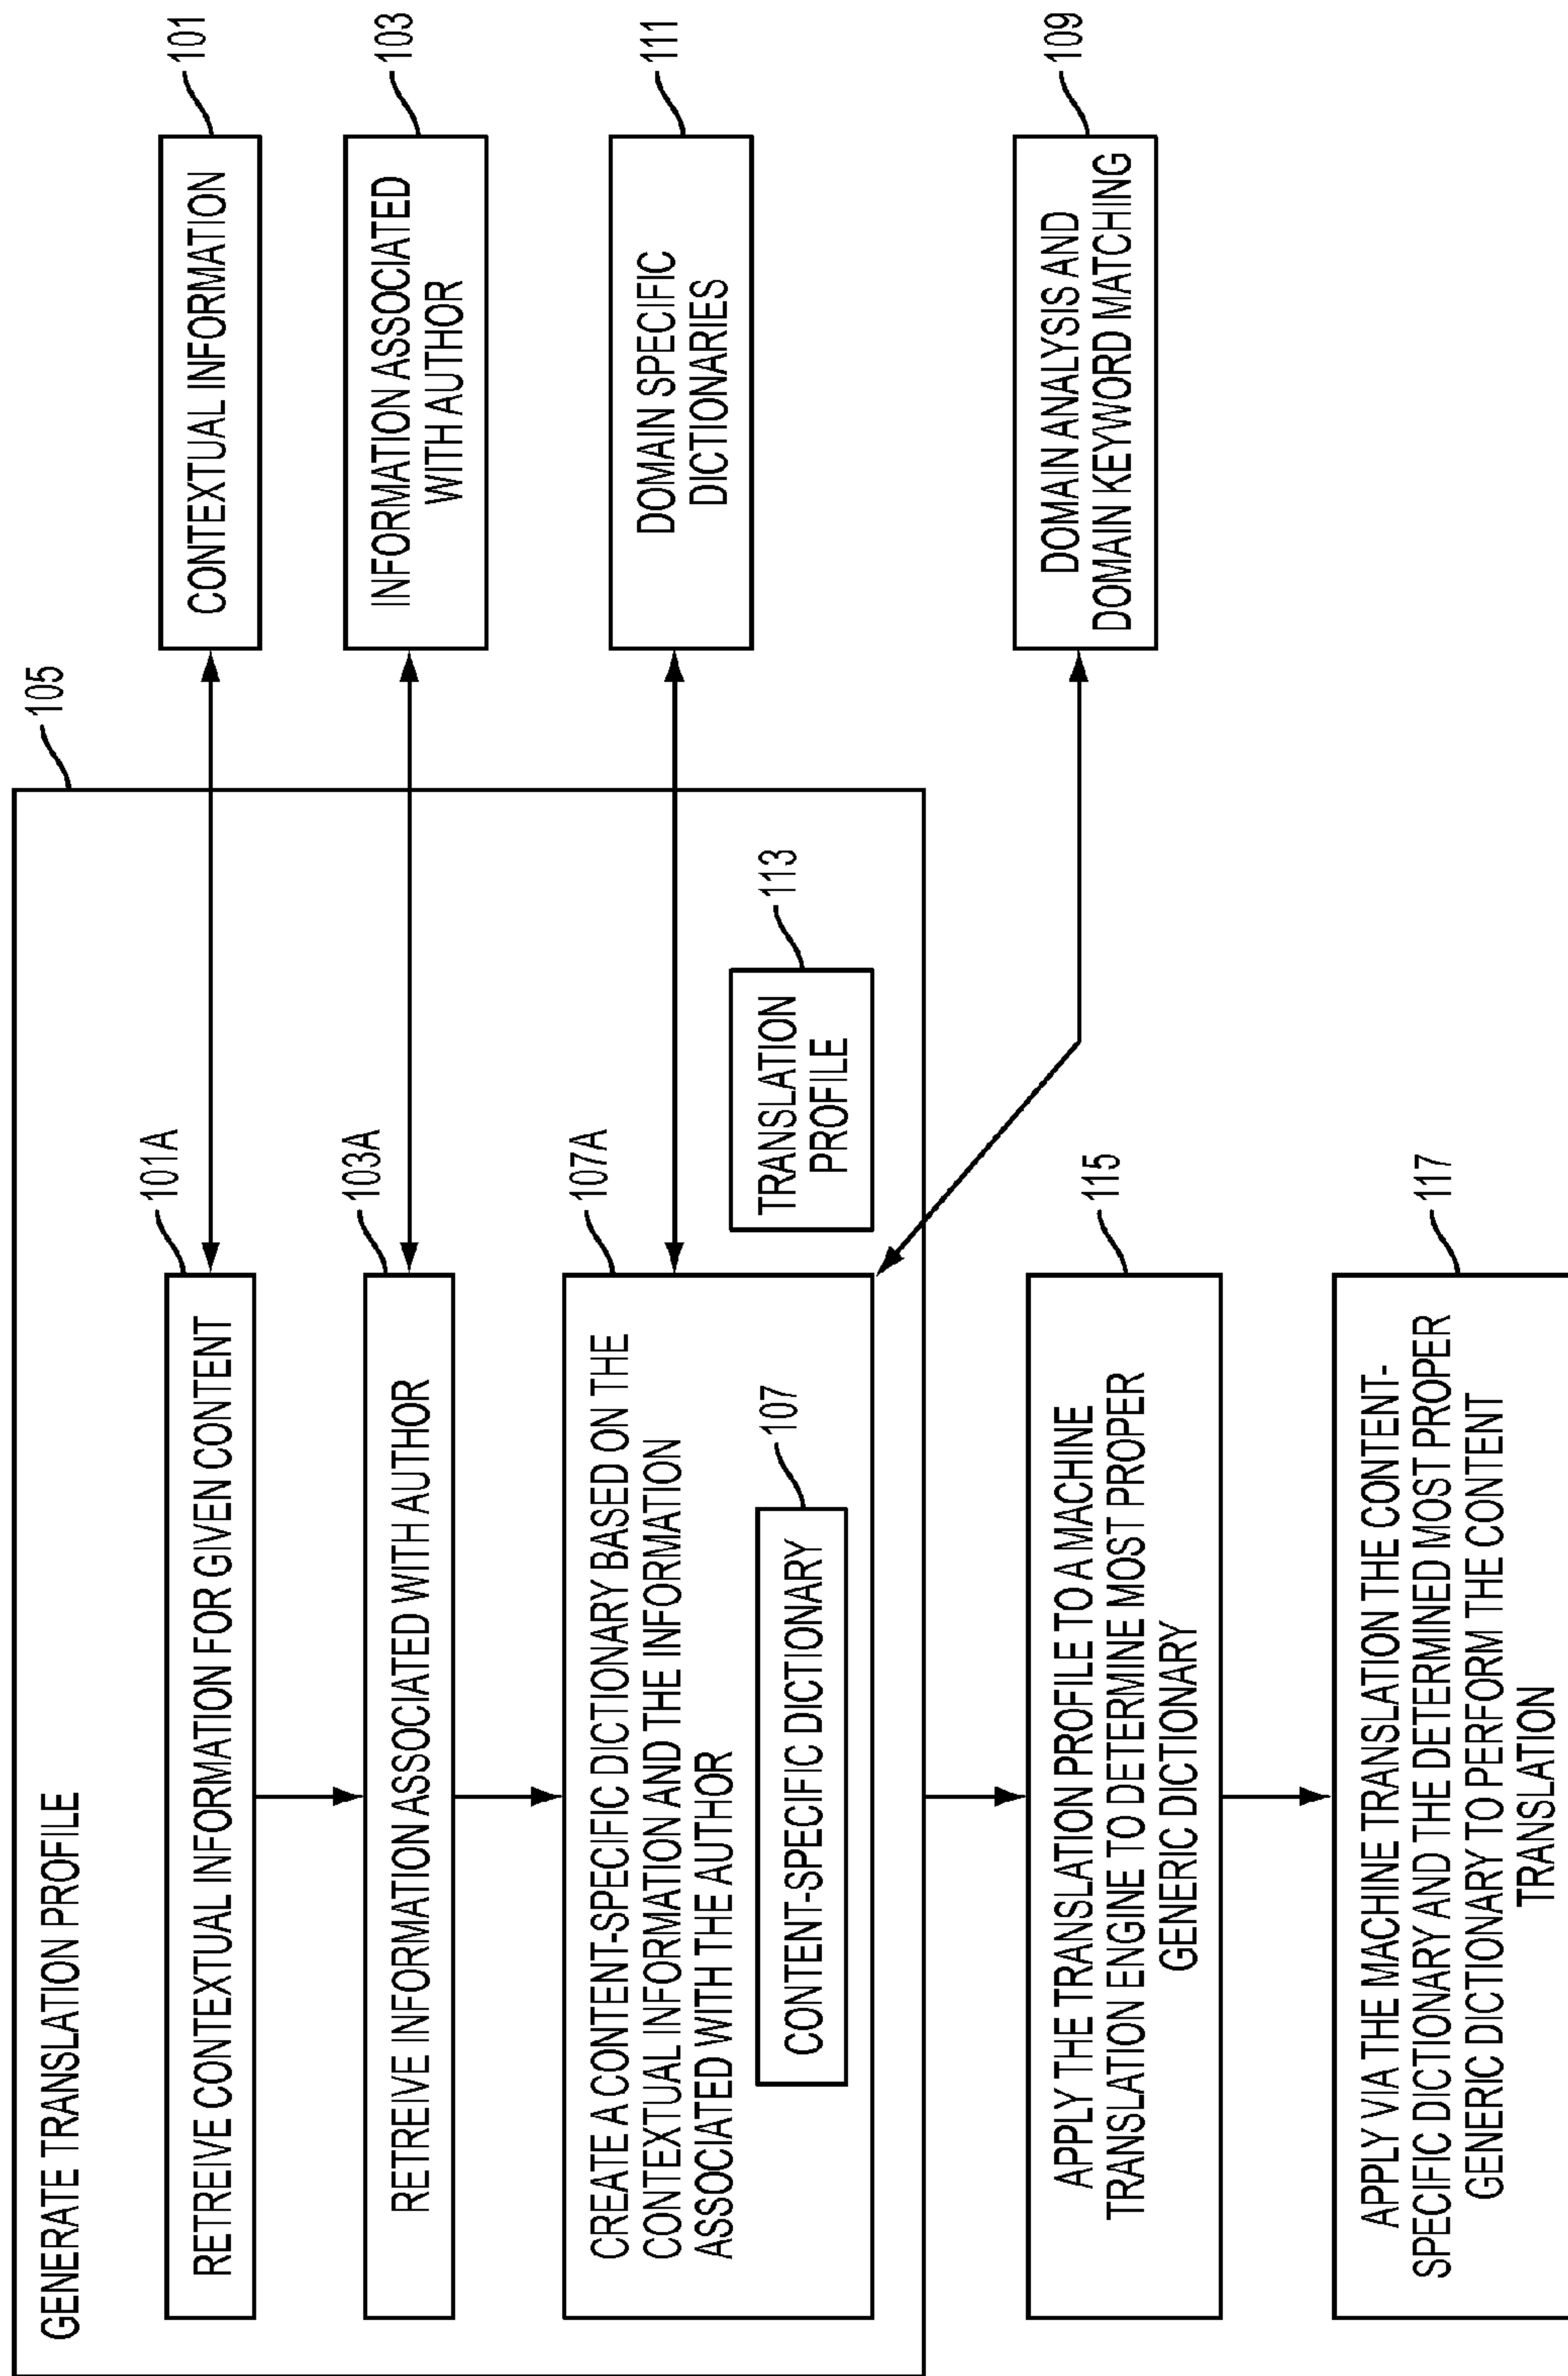 GENERATE TRANSLATION PROFILE
105
101A
RETREIVE CONTEXTUAL INFORMATION FOR GIVEN CONTENT
CONTEXTUAL INFORMATION
101
103A
RETREIVE INFORMATION ASSOCIATED WITH AUTHOR
INFORMATION ASSOCIATED
WITH AUTHOR
103
107A
CREATE A CONTENT-SPECIFIC DICTIONARY BASED ON THE
CONTEXTUAL INFORMATION AND THE INFORMATION
ASSOCIATED WITH THE AUTHOR
107
CONTENT-SPECIFIC DICTIONARY
DOMAIN SPECIFIC
DICTIONARIES
111
113
TRANSLATION
PROFILE
DOMAIN ANALYSIS AND
DOMAIN KEYWORD MATCHING
109
115
APPLY THE TRANSLATION PROFILE TO A MACHINE
TRANSLATION ENGINE TO DETERMINE MOST PROPER
GENERIC DICTIONARY
117
APPLY VIA THE MACHINE TRANSLATION THE CONTENT-
SPECIFIC DICTIONARY AND THE DETERMINED MOST PROPER
GENERIC DICTIONARY TO PERFORM THE CONTENT
TRANSLATION